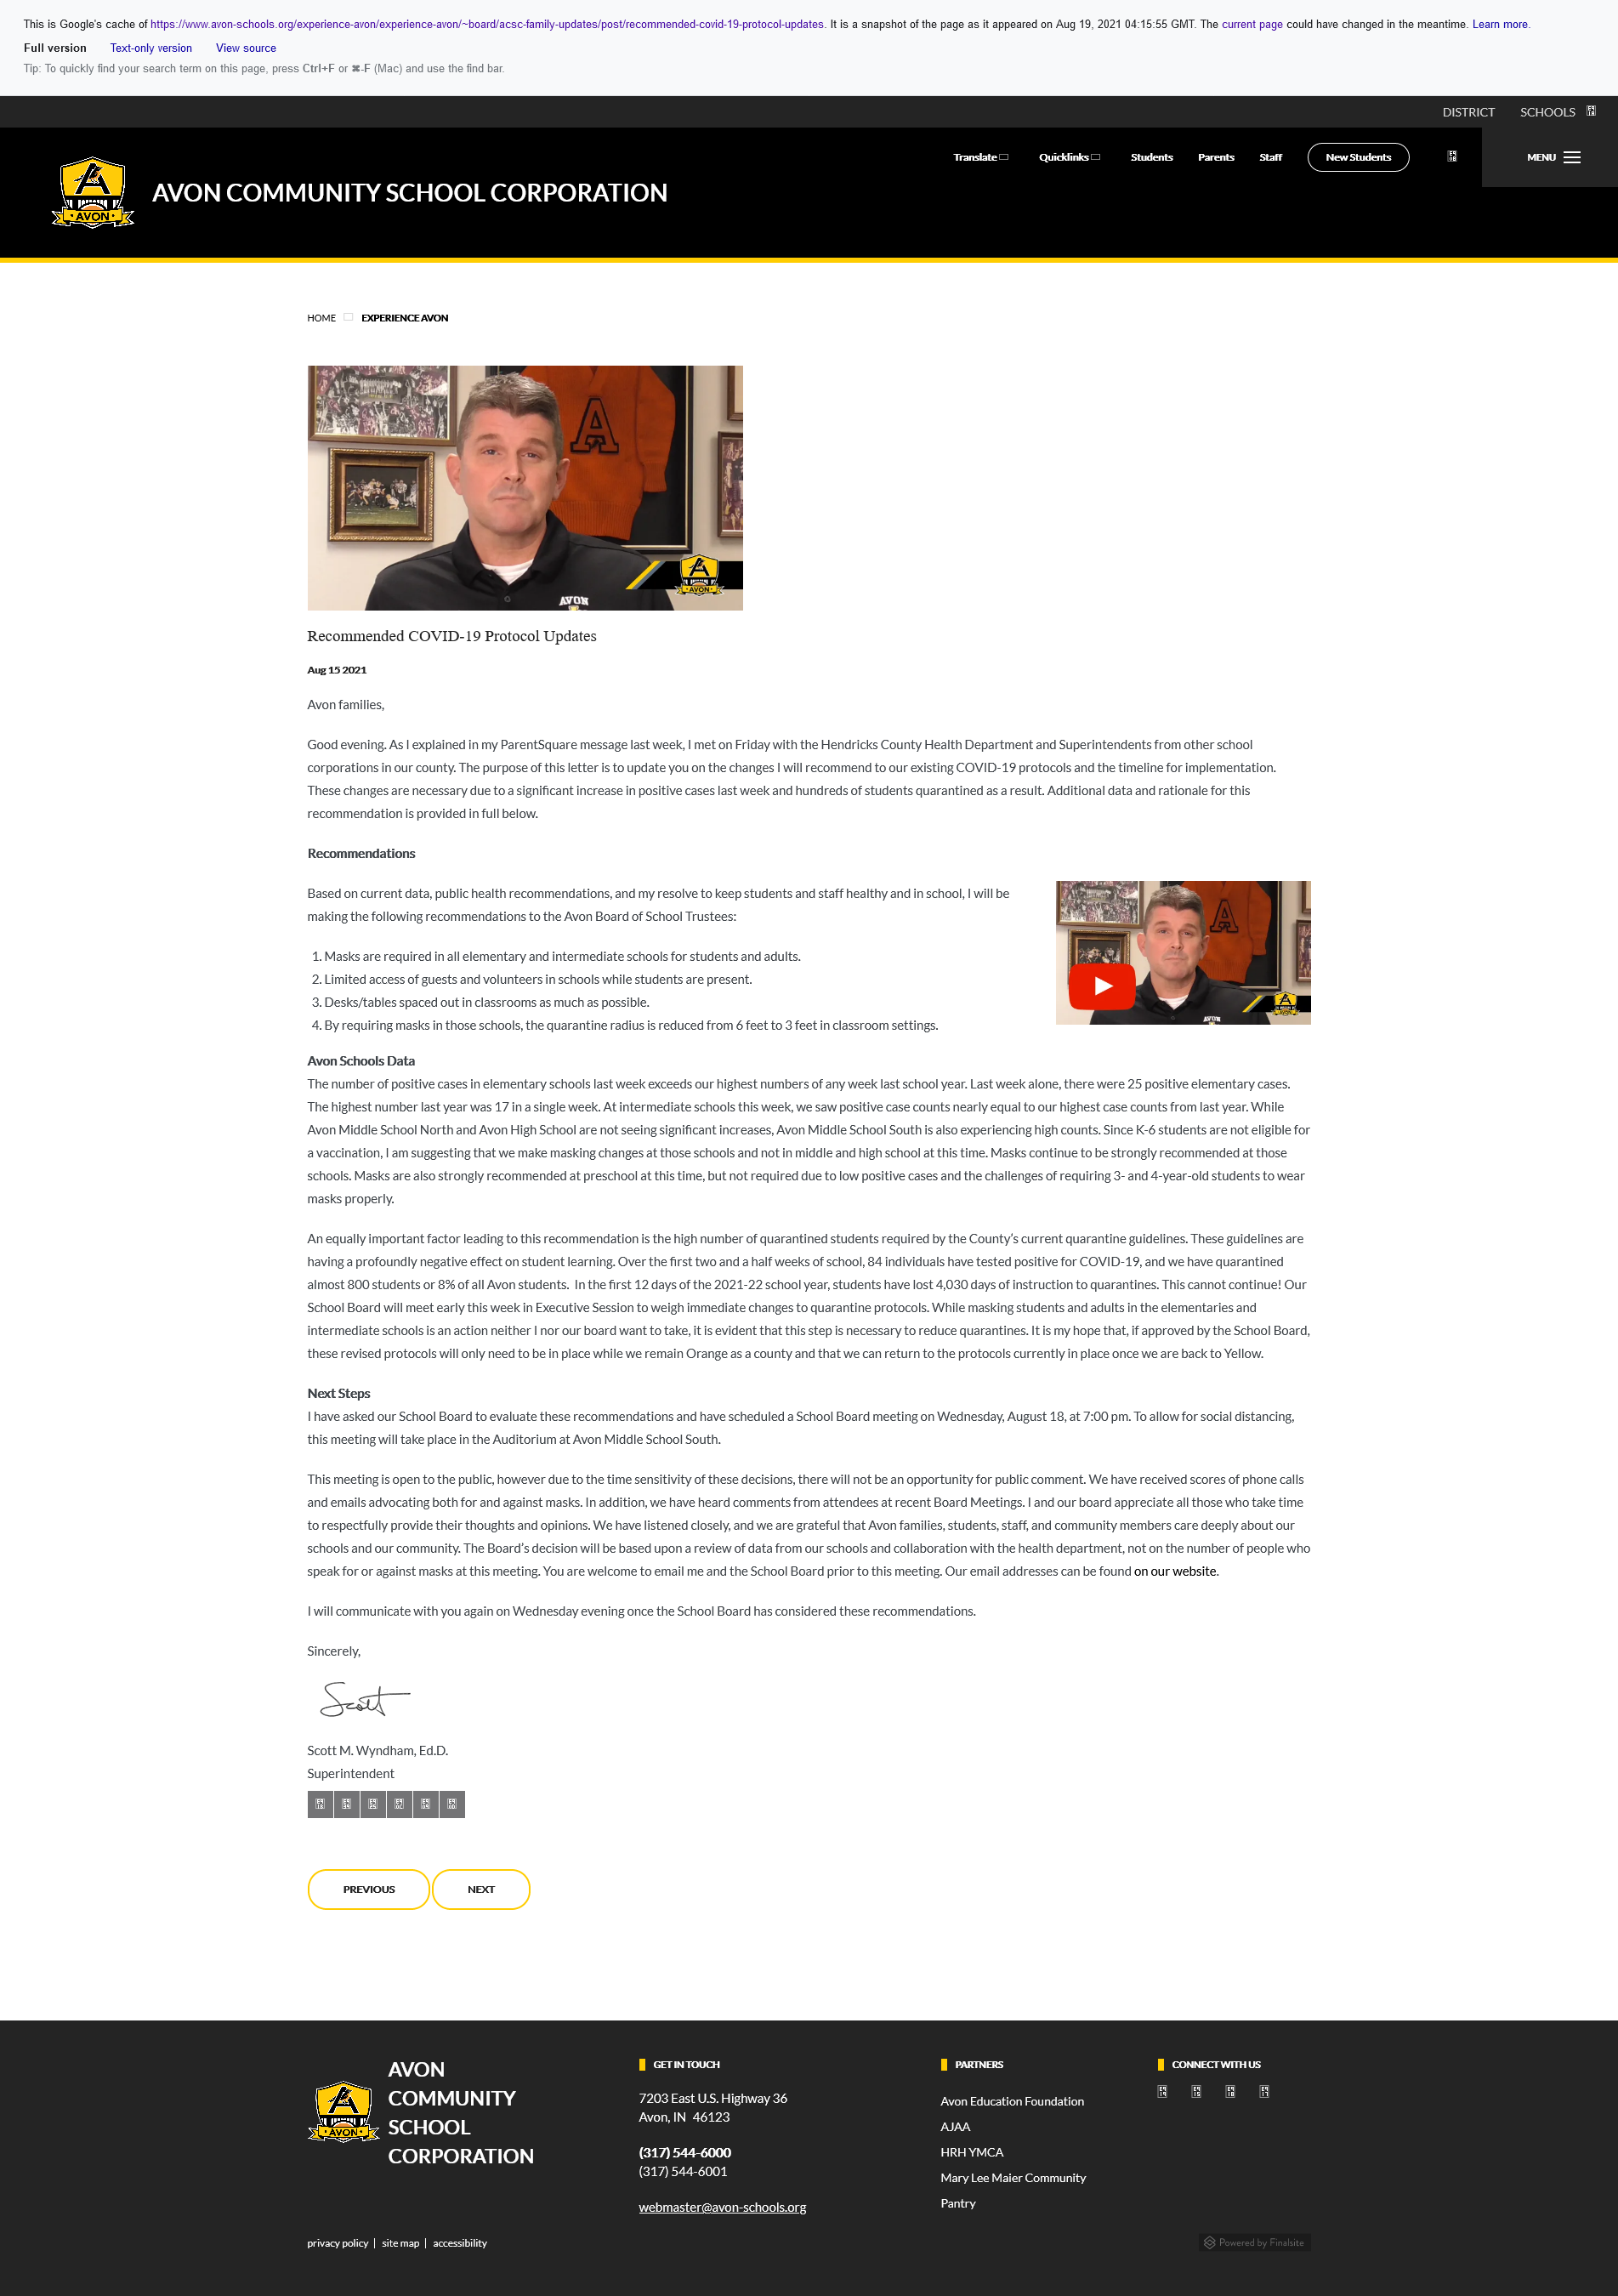 This is Google's cache of https://www.avon-schools.org/experience-avon/experience-avon/~board/acsc-family-updates/post/recommended-covid-19-protocol-updates. It is a snapshot of the page as it appeared on Aug 19, 2021 04:15:55 GMT. The current page could have changed in the meantime. Learn more.
Full version Text-only version View source
Tip: To quickly find your search term on this page, press Ctrl+F or ⌘-F (Mac) and use the find bar.
DISTRICT SCHOOLS
Translate Quicklinks Students Parents Staff New Students MENU
AVON
AVON COMMUNITY SCHOOL CORPORATION
HOME EXPERIENCE AVON
A
AVON
AVON
Recommended COVID-19 Protocol Updates
Aug 15 2021
Avon families,
Good evening. As I explained in my ParentSquare message last week, I met on Friday with the Hendricks County Health Department and Superintendents from other school
corporations in our county. The purpose of this letter is to update you on the changes I will recommend to our existing COVID-19 protocols and the timeline for implementation.
These changes are necessary due to a significant increase in positive cases last week and hundreds of students quarantined as a result. Additional data and rationale for this
recommendation is provided in full below.
Recommendations
Based on current data, public health recommendations, and my resolve to keep students and staff healthy and in school, I will be
making the following recommendations to the Avon Board of School Trustees:
1. Masks are required in all elementary and intermediate schools for students and adults.
2. Limited access of guests and volunteers in schools while students are present.
3. Desks/tables spaced out in classrooms as much as possible.
4. By requiring masks in those schools, the quarantine radius is reduced from 6 feet to 3 feet in classroom settings.
A
AVON
AVON
Avon Schools Data
The number of positive cases in elementary schools last week exceeds our highest numbers of any week last school year. Last week alone, there were 25 positive elementary cases.
The highest number last year was 17 in a single week. At intermediate schools this week, we saw positive case counts nearly equal to our highest case counts from last year. While
Avon Middle School North and Avon High School are not seeing significant increases, Avon Middle School South is also experiencing high counts. Since K-6 students are not eligible for
a vaccination, I am suggesting that we make masking changes at those schools and not in middle and high school at this time. Masks continue to be strongly recommended at those
schools. Masks are also strongly recommended at preschool at this time, but not required due to low positive cases and the challenges of requiring 3- and 4-year-old students to wear
masks properly.
An equally important factor leading to this recommendation is the high number of quarantined students required by the County's current quarantine guidelines. These guidelines are
having a profoundly negative effect on student learning. Over the first two and a half weeks of school, 84 individuals have tested positive for COVID-19, and we have quarantined
almost 800 students or 8% of all Avon students. In the first 12 days of the 2021-22 school year, students have lost 4,030 days of instruction to quarantines. This cannot continue! Our
School Board will meet early this week in Executive Session to weigh immediate changes to quarantine protocols. While masking students and adults in the elementaries and
intermediate schools is an action neither I nor our board want to take, it is evident that this step is necessary to reduce quarantines. It is my hope that, if approved by the School Board,
these revised protocols will only need to be in place while we remain Orange as a county and that we can return to the protocols currently in place once we are back to Yellow.
Next Steps
I have asked our School Board to evaluate these recommendations and have scheduled a School Board meeting on Wednesday, August 18, at 7:00 pm. To allow for social distancing,
this meeting will take place in the Auditorium at Avon Middle School South.
This meeting is open to the public, however due to the time sensitivity of these decisions, there will not be an opportunity for public comment. We have received scores of phone calls
and emails advocating both for and against masks. In addition, we have heard comments from attendees at recent Board Meetings. I and our board appreciate all those who take time
to respectfully provide their thoughts and opinions. We have listened closely, and we are grateful that Avon families, students, staff, and community members care deeply about our
schools and our community. The Board's decision will be based upon a review of data from our schools and collaboration with the health department, not on the number of people who
speak for or against masks at this meeting. You are welcome to email me and the School Board prior to this meeting. Our email addresses can be found on our website.
I will communicate with you again on Wednesday evening once the School Board has considered these recommendations.
Sincerely,
Scott
Scott M. Wyndham, Ed.D.
Superintendent
PREVIOUS NEXT
AVON
AVON
COMMUNITY
SCHOOL
CORPORATION
GET IN TOUCH
7203 East U.S. Highway 36
Avon, IN 46123
(317) 544-6000
(317) 544-6001
webmaster@avon-schools.org
PARTNERS
Avon Education Foundation
AJAA
HRH YMCA
Mary Lee Maier Community
Pantry
CONNECT WITH US
privacy policy | site map | accessibility
Powered by Finalsite